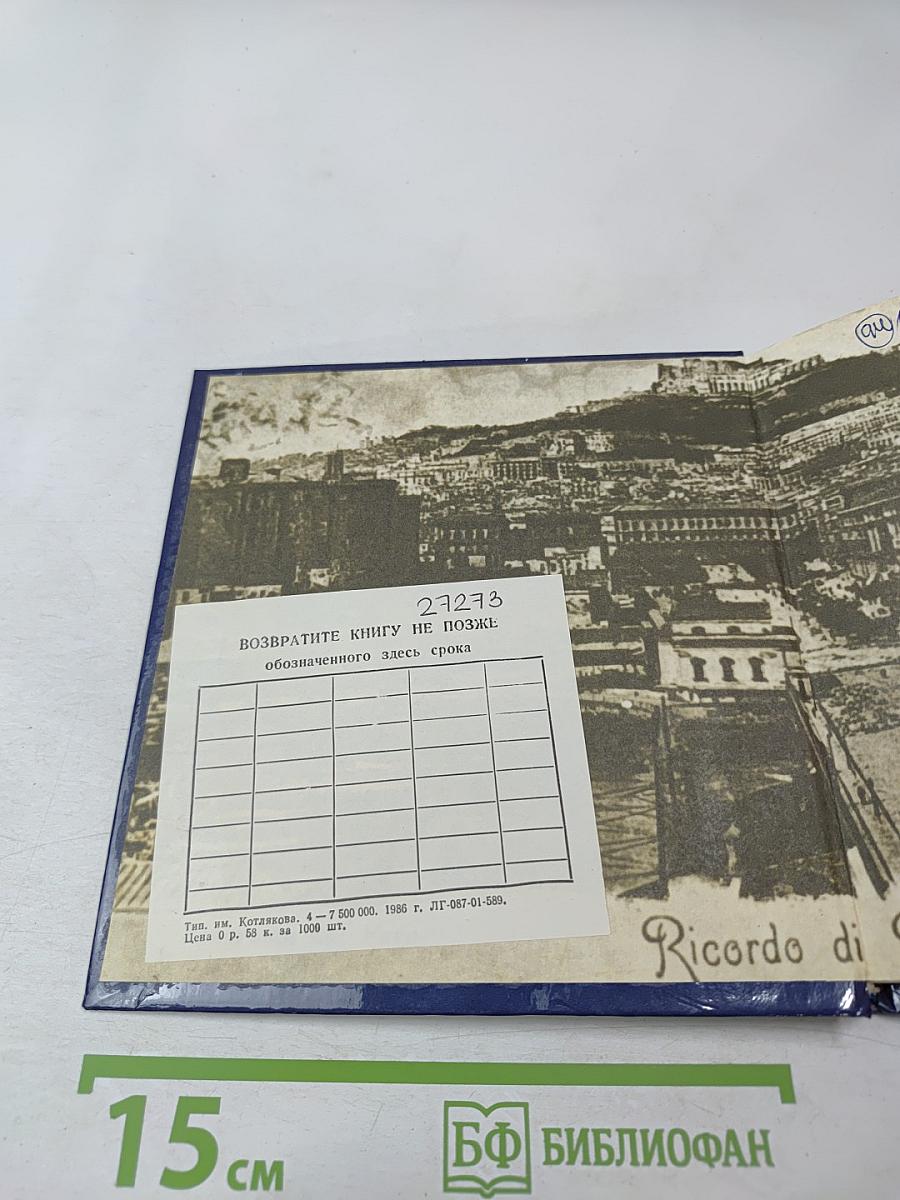 чи
27273
ВОЗВРАТИТЕ КНИГУ НЕ ПОЗЖЕ
обозначенного здесь срока
Тип. им. Котлякова. 4—7 500 000. 1986 г. ЛГ-087-01-589.
Цена 0 р. 58 к. за 1000 шт.
Ricordo di
15 см
БФ БИБЛИОФАН